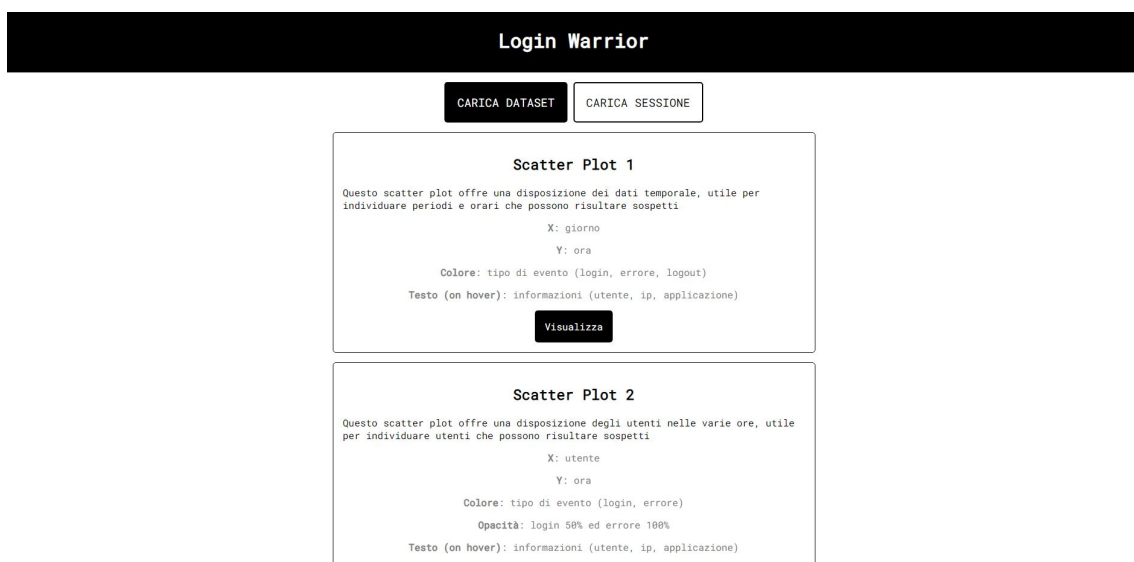 Login Warrior
CARICA DATASET
CARICA SESSIONE
Scatter Plot 1
Questo scatter plot offre una disposizione dei dati temporale, utile per
individuare periodi e orari che possono risultare sospetti
X: giorno
Y: ora
Colore: tipo di evento (login, errore, logout)
Testo (on hover): informazioni (utente, ip, applicazione)
Visualizza
Scatter Plot 2
Questo scatter plot offre una disposizione degli utenti nelle varie ore, utile
per individuare utenti che possono risultare sospetti
X: utente
Y: ora
Colore: tipo di evento (login, errore)
Opacità: login 50% ed errore 100%
Testo (on hover): informazioni (utente, ip, applicazione)